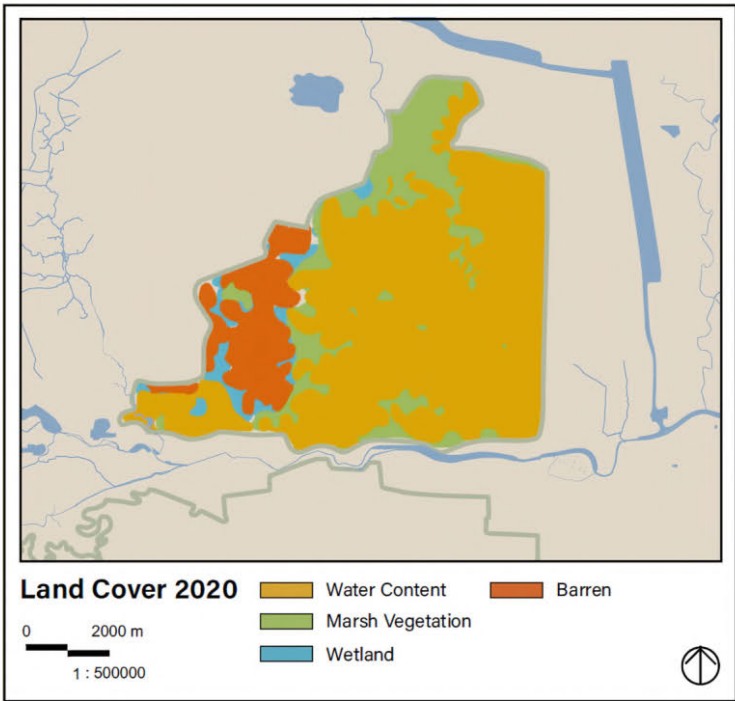 Land Cover 2020
0 2000 m
1 : 500000
Water Content
Marsh Vegetation
Wetland
Barren